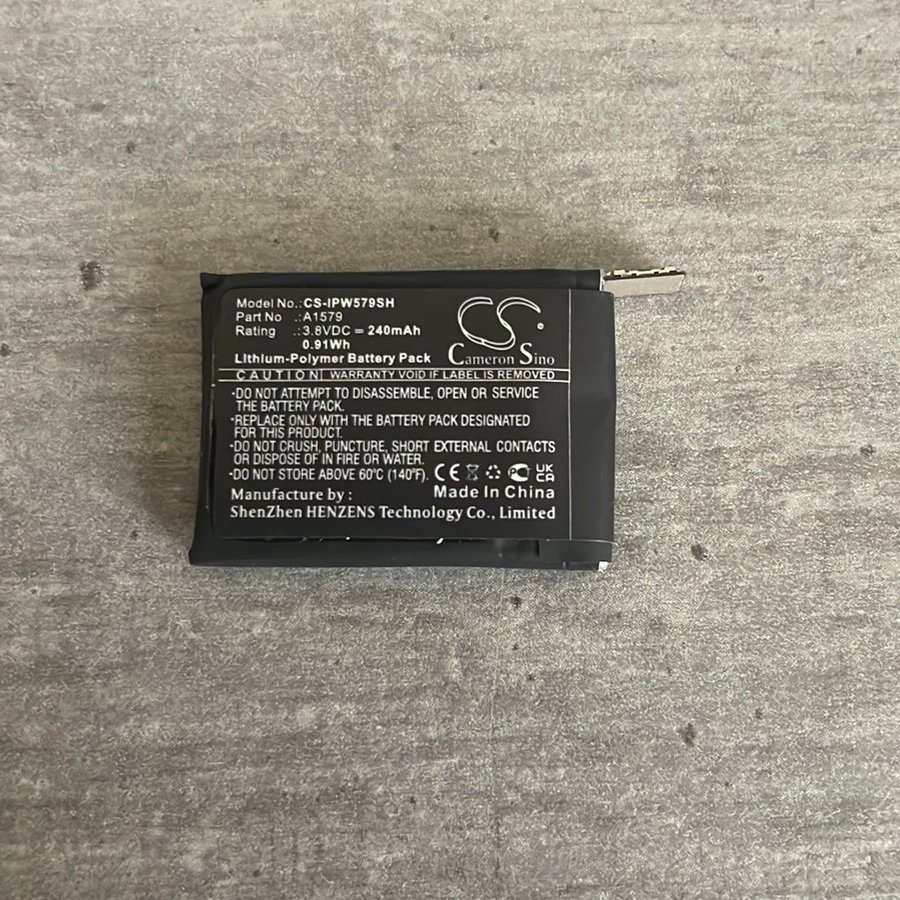 Model No.:CS-IPW579SH
Part No .:A1579
Rating .:3.8VDC ⎓ 240mAh
0.91Wh
Lithium-Polymer Battery Pack
CS
Cameron Sino
CAUTION! WARRANTY VOID IF LABEL IS REMOVED
•DO NOT ATTEMPT TO DISASSEMBLE, OPEN OR SERVICE
THE BATTERY PACK.
•REPLACE ONLY WITH THE BATTERY PACK DESIGNATED
FOR THIS PRODUCT.
•DO NOT CRUSH, PUNCTURE, SHORT EXTERNAL CONTACTS
OR DISPOSE OF IN FIRE OR WATER.
•DO NOT STORE ABOVE 60°C (140°F).
CE PC UK CA
Made In China
Manufacture by :
ShenZhen HENZENS Technology Co., Limited